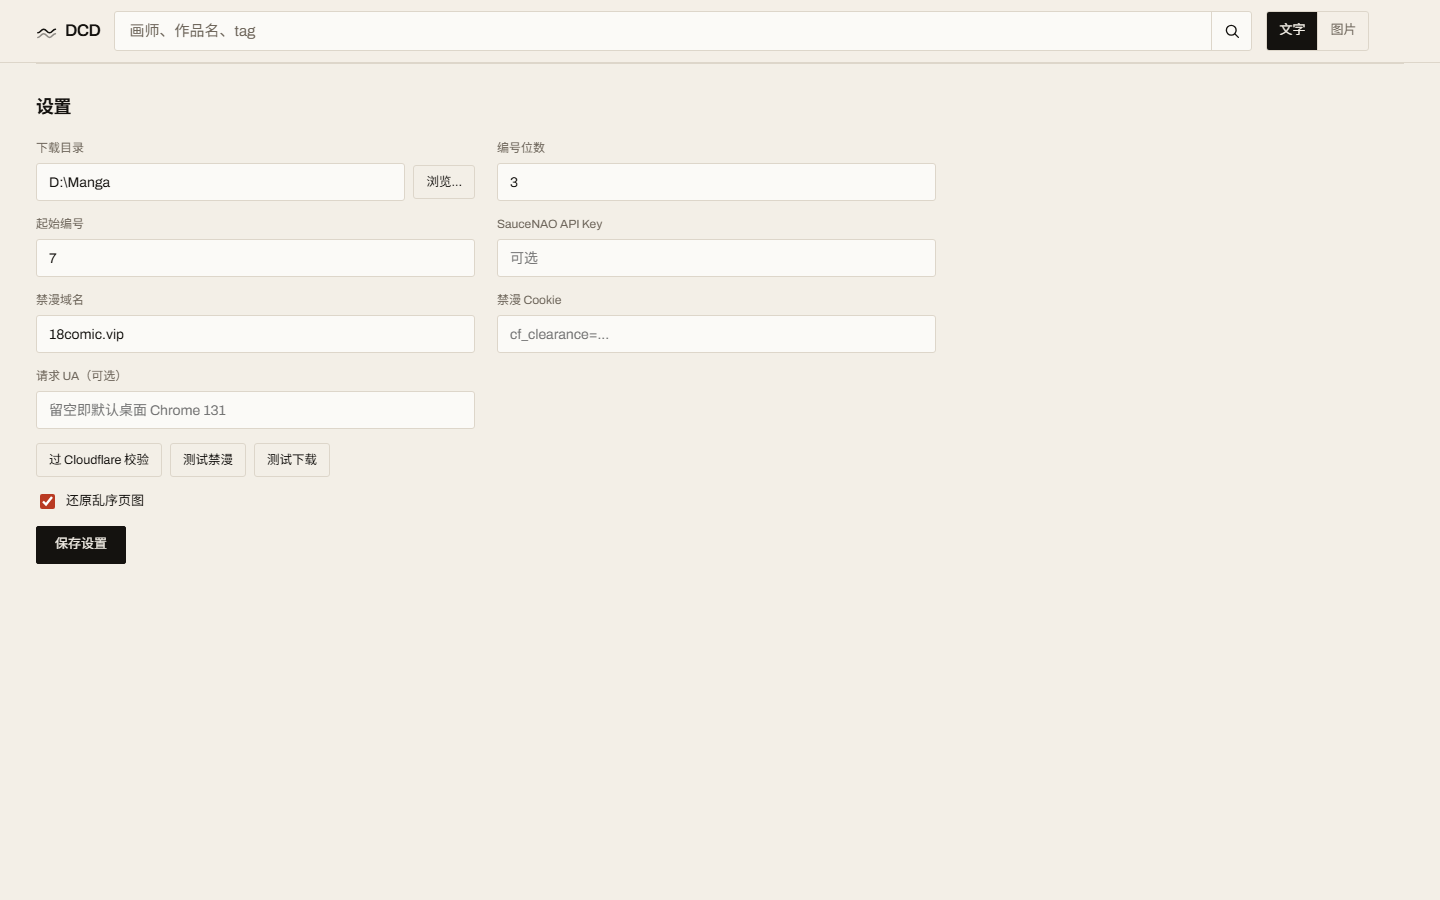 DCD
画师、作品名、tag
文字
图片
设置
下载目录
编号位数
D:\Manga
浏览...
3
起始编号
SauceNAO API Key
7
可选
禁漫域名
禁漫 Cookie
18comic.vip
cf_clearance=...
请求 UA（可选）
留空即默认桌面 Chrome 131
过 Cloudflare 校验
测试禁漫
测试下载
还原乱序页图
保存设置